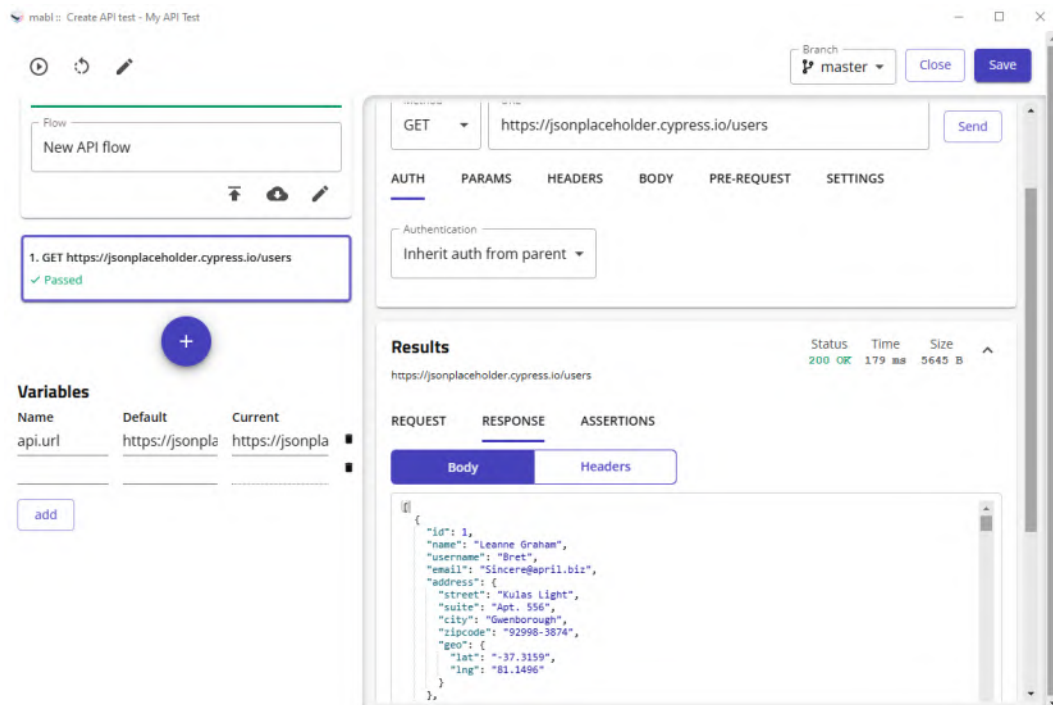 mabl :: Create API test - My API Test
Branch
master
Close
Save
Flow
New API flow
1. GET https://jsonplaceholder.cypress.io/users
✓ Passed
+
Variables
Name Default Current
api.url https://jsonpla https://jsonpla
add
GET https://jsonplaceholder.cypress.io/users Send
AUTH PARAMS HEADERS BODY PRE-REQUEST SETTINGS
Authentication
Inherit auth from parent
Results
Status Time Size
200 OK 179 ms 5645 B
https://jsonplaceholder.cypress.io/users
REQUEST RESPONSE ASSERTIONS
Body Headers
[
{
"id": 1,
"name": "Leanne Graham",
"username": "Bret",
"email": "Sincere@april.biz",
"address": {
"street": "Kulas Light",
"suite": "Apt. 556",
"city": "Gwenborough",
"zipcode": "92998-3874",
"geo": {
"lat": "-37.3159",
"lng": "81.1496"
}
},